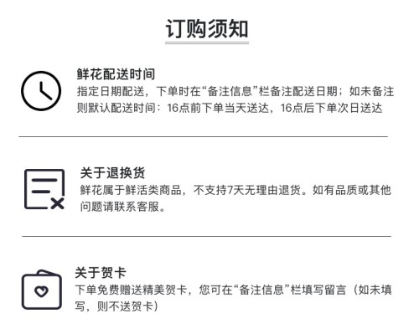 订购须知
鲜花配送时间
指定日期配送，下单时在“备注信息”栏备注配送日期；如未备注
则默认配送时间：16点前下单当天送达，16点后下单次日送达
关于退换货
鲜花属于鲜活类商品，不支持7天无理由退货。如有品质或其他
问题请联系客服。
关于贺卡
下单免费赠送精美贺卡，您可在“备注信息”栏填写留言（如未填
写，则不送贺卡）